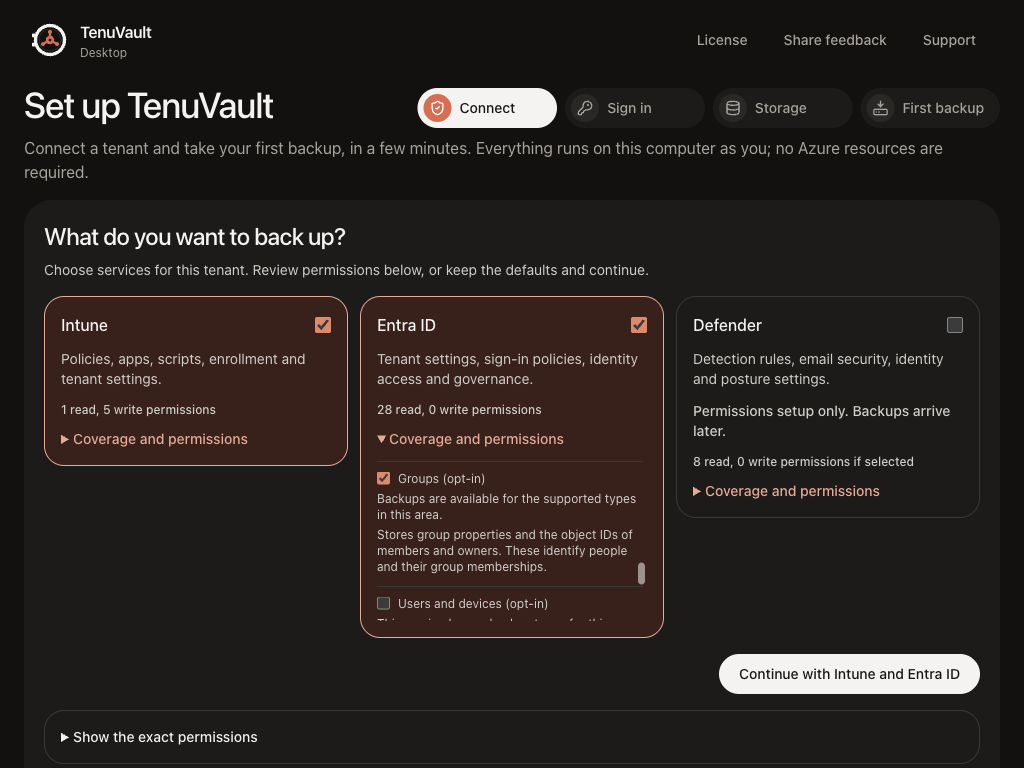 TenuVault
Desktop
License
Share feedback
Support
Set up TenuVault
Connect
Sign in
Storage
First backup
Connect a tenant and take your first backup, in a few minutes. Everything runs on this computer as you; no Azure resources are
required.
What do you want to back up?
Choose services for this tenant. Review permissions below, or keep the defaults and continue.
Intune
Policies, apps, scripts, enrollment and
tenant settings.
1 read, 5 write permissions
Coverage and permissions
Entra ID
Tenant settings, sign-in policies, identity
access and governance.
28 read, 0 write permissions
Coverage and permissions
Groups (opt-in)
Backups are available for the supported types
in this area.
Stores group properties and the object IDs of
members and owners. These identify people
and their group memberships.
Users and devices (opt-in)
Defender
Detection rules, email security, identity
and posture settings.
Permissions setup only. Backups arrive
later.
8 read, 0 write permissions if selected
Coverage and permissions
Continue with Intune and Entra ID
Show the exact permissions